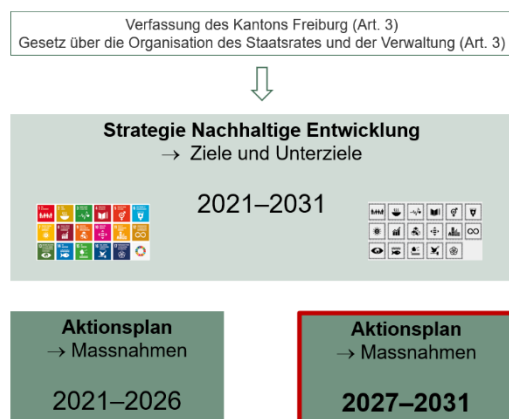 Verfassung des Kantons Freiburg (Art. 3)
Gesetz über die Organisation des Staatsrates und der Verwaltung (Art. 3)
Strategie Nachhaltige Entwicklung
→ Ziele und Unterziele
2021–2031
Aktionsplan
→ Massnahmen
2021–2026
Aktionsplan
→ Massnahmen
2027–2031